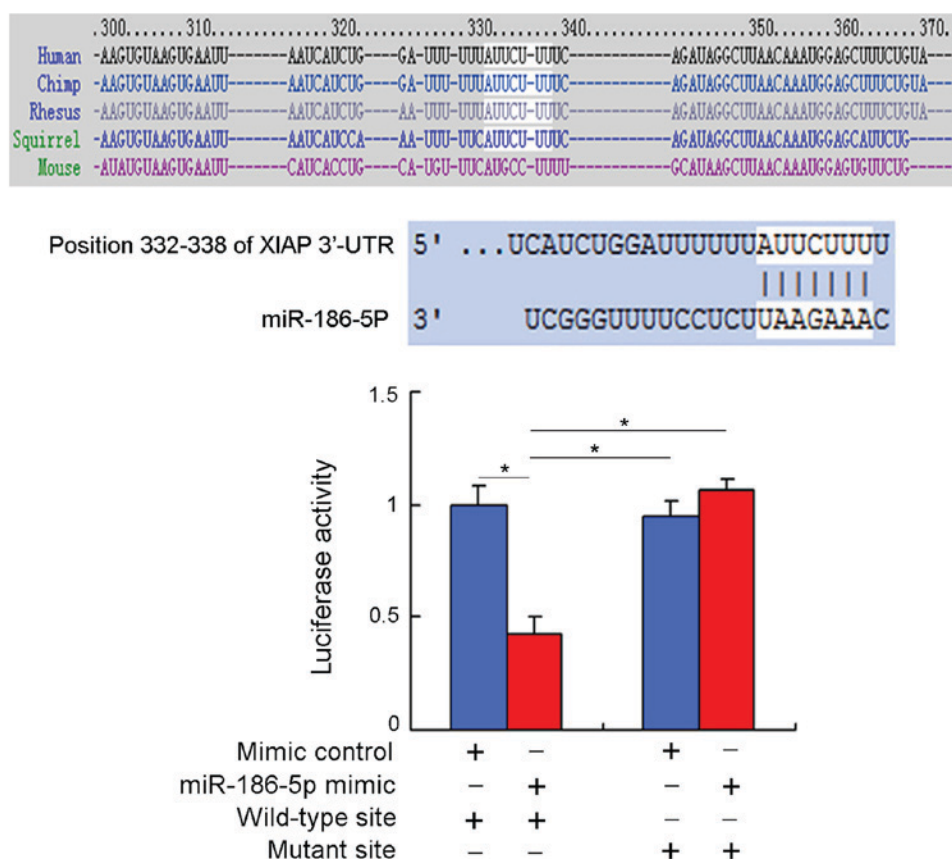 .300.......310............320............330........340..................350.......360.......370.
Human -AAGUGUAAGUGAAUU-------AAUCAUCUG----GA-UUU-UUUAUUCU-UUUC------------AGAUAGGCUUAACAAAUGGAGCUUUCUGUA--
Chimp -AAGUGUAAGUGAAUU-------AAUCAUCUG----GA-UUU-UUUAUUCU-UUUC------------AGAUAGGCUUAACAAAUGGAGCUUUCUGUA--
Rhesus -AAGUGUAAGUGAAUU-------AAUCAUCUG----GA-UUU-UUUAUUCU-UUUC------------AGAUAGGCUUAACAAAUGGAGCUUUCUGUA--
Squirrel -AAGUGUAAGUGAAUU-------AAUCAUCCA----AA-UUU-UUCAUUCU-UUUC------------AGAUAGGCUUAACAAAUGGAGCAUUCUG----
Mouse -AUAUGUAAGUGAAUU-------CAUCACCUG----CA-UGU-UUCAUGCC-UUUU------------GCAUAAGCUUAACAAAUGGAGUGUUCUG----
Position 332-338 of XIAP 3'-UTR 5' ...UCAUCUGGAUUUUUUAUUCUUUU
miR-186-5P 3' UCGGGUUUUCCUCUUAAGAAAC
1.5
1
0.5
0
Luciferase activity
* * *
Mimic control + – + –
miR-186-5p mimic – + – +
Wild-type site + + – –
Mutant site – – + +